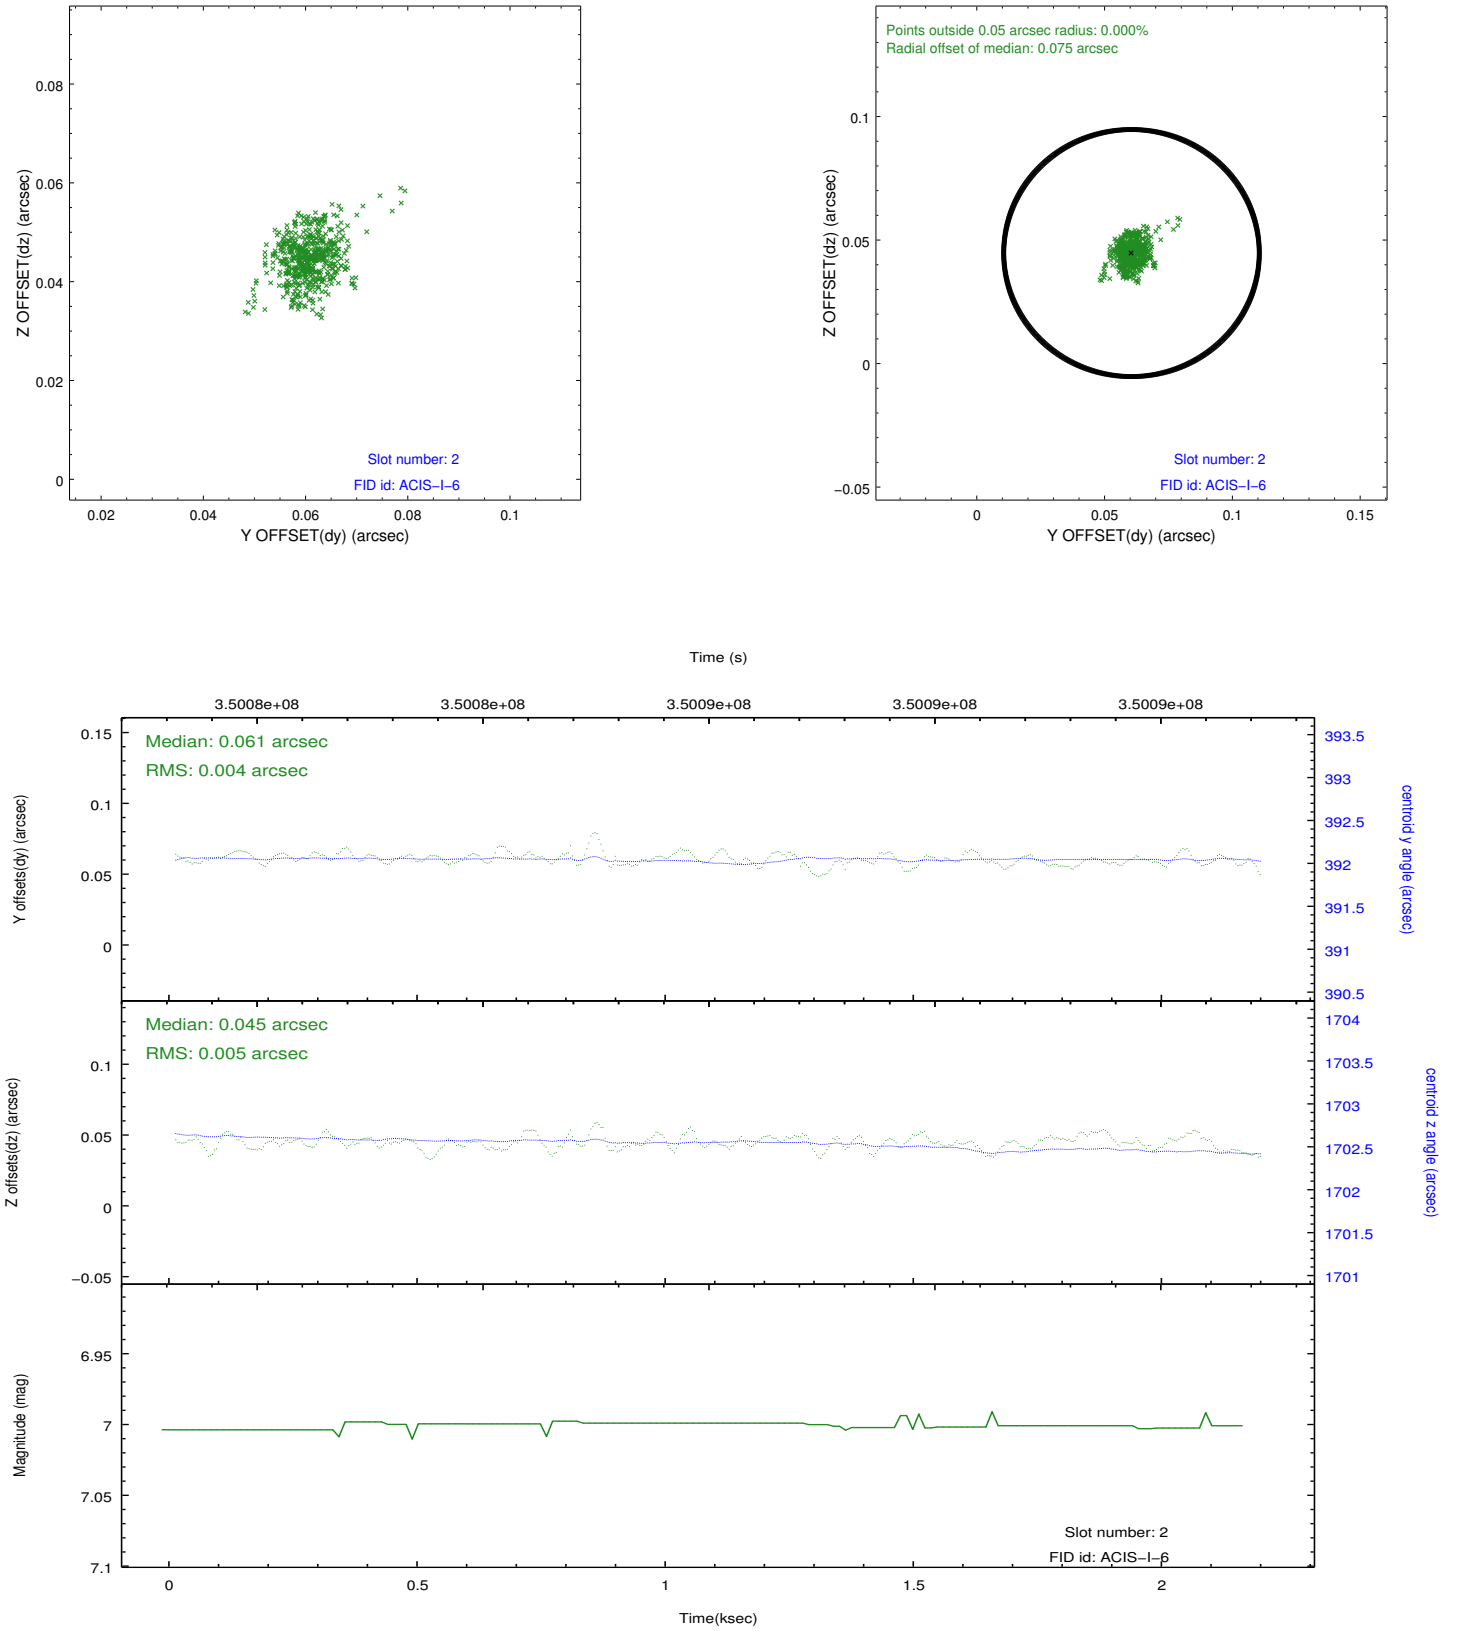 0.08
0.06
0.04
0.02
0
Z OFFSET(dz) (arcsec)
Slot number: 2
FID id: ACIS−I−6
0.02 0.04 0.06 0.08 0.1
Y OFFSET(dy) (arcsec)
Points outside 0.05 arcsec radius: 0.000%
Radial offset of median: 0.075 arcsec
0.1
0.05
0
−0.05
Z OFFSET(dz) (arcsec)
Slot number: 2
FID id: ACIS−I−6
0 0.05 0.1 0.15
Y OFFSET(dy) (arcsec)
Time (s)
3.5008e+08 3.5008e+08 3.5009e+08 3.5009e+08 3.5009e+08
Median: 0.061 arcsec
RMS: 0.004 arcsec
0.15
0.1
0.05
0
Y offsets(dy) (arcsec)
393.5
393
392.5
392
391.5
391
390.5
centroid y angle (arcsec)
Median: 0.045 arcsec
RMS: 0.005 arcsec
0.1
0.05
0
−0.05
Z offsets(dz) (arcsec)
1704
1703.5
1703
1702.5
1702
1701.5
1701
centroid z angle (arcsec)
6.95
7
7.05
7.1
Magnitude (mag)
Slot number: 2
FID id: ACIS−I−6
0 0.5 1 1.5 2
Time(ksec)